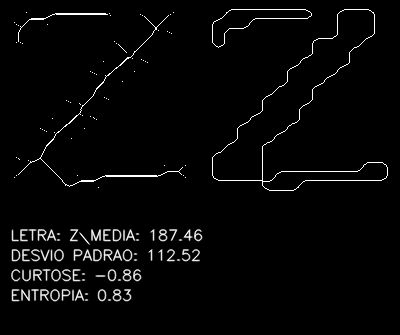 LETRA: Z\MEDIA: 187.46
DESVIO PADRAO: 112.52
CURTOSE: -0.86
ENTROPIA: 0.83